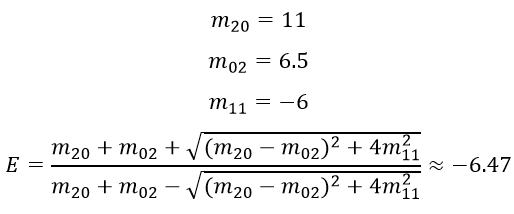 m₂₀ = 11
m₀₂ = 6.5
m₁₁ = −6
E = (m₂₀ + m₀₂ + √((m₂₀ − m₀₂)² + 4m₁₁²)) / (m₂₀ + m₀₂ − √((m₂₀ − m₀₂)² + 4m₁₁²)) ≈ −6.47